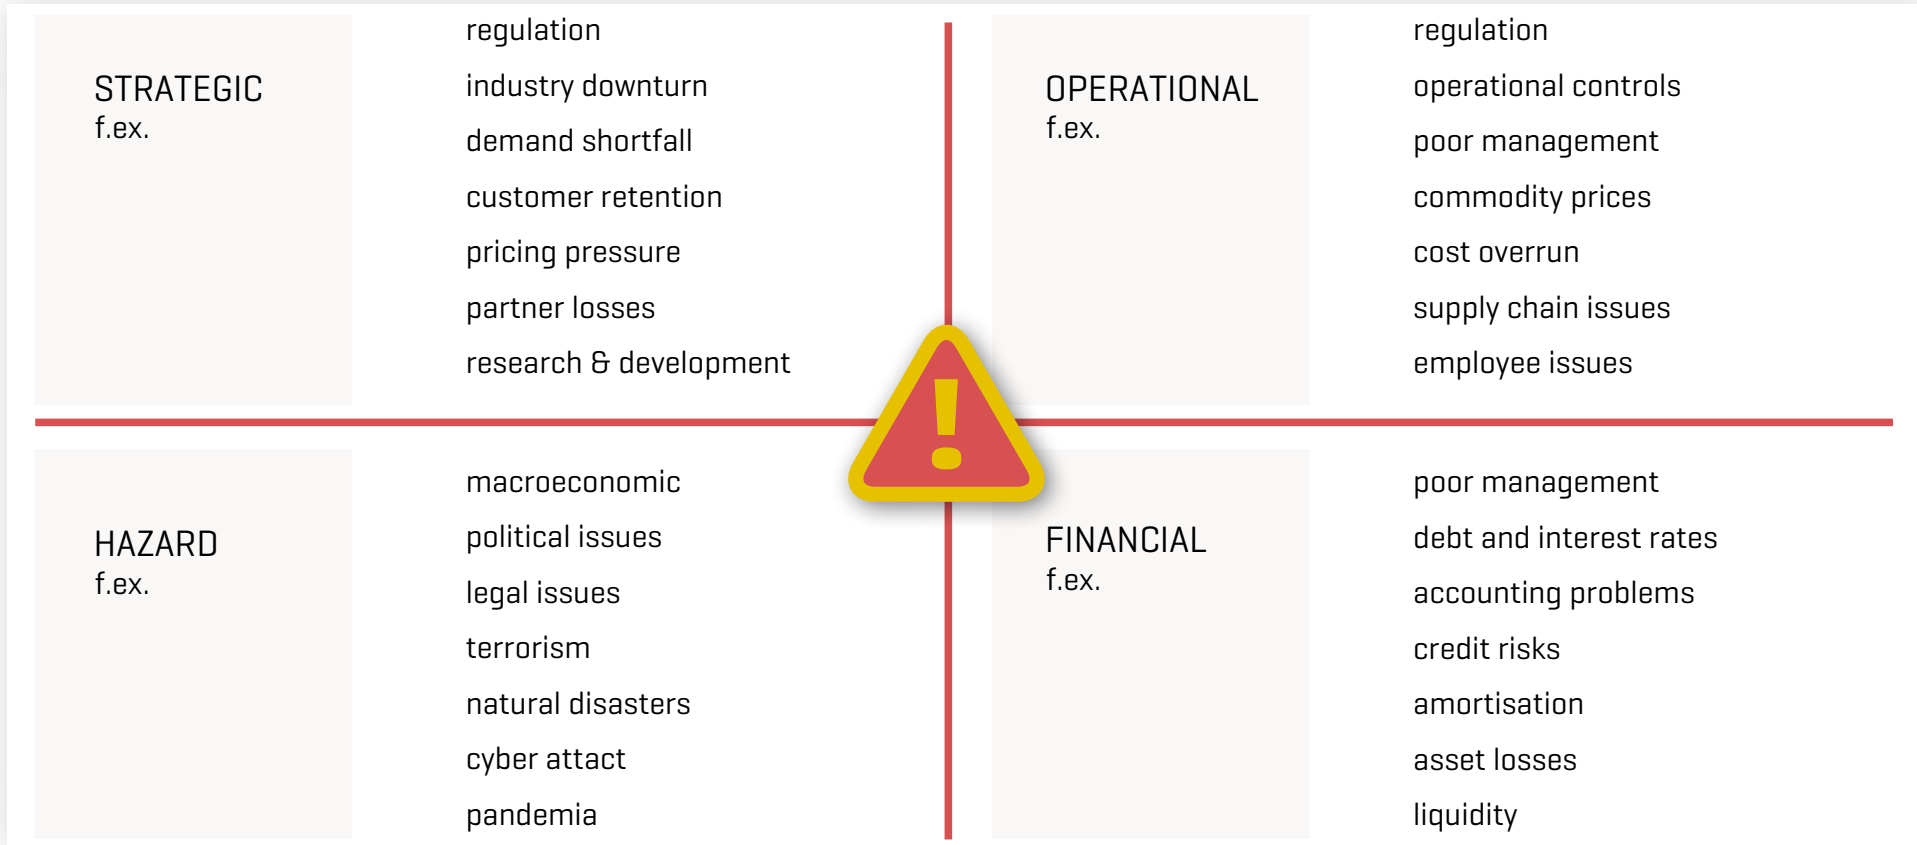 STRATEGIC
f.ex.
regulation
industry downturn
demand shortfall
customer retention
pricing pressure
partner losses
research & development
OPERATIONAL
f.ex.
regulation
operational controls
poor management
commodity prices
cost overrun
supply chain issues
employee issues
!
HAZARD
f.ex.
macroeconomic
political issues
legal issues
terrorism
natural disasters
cyber attact
pandemia
FINANCIAL
f.ex.
poor management
debt and interest rates
accounting problems
credit risks
amortisation
asset losses
liquidity